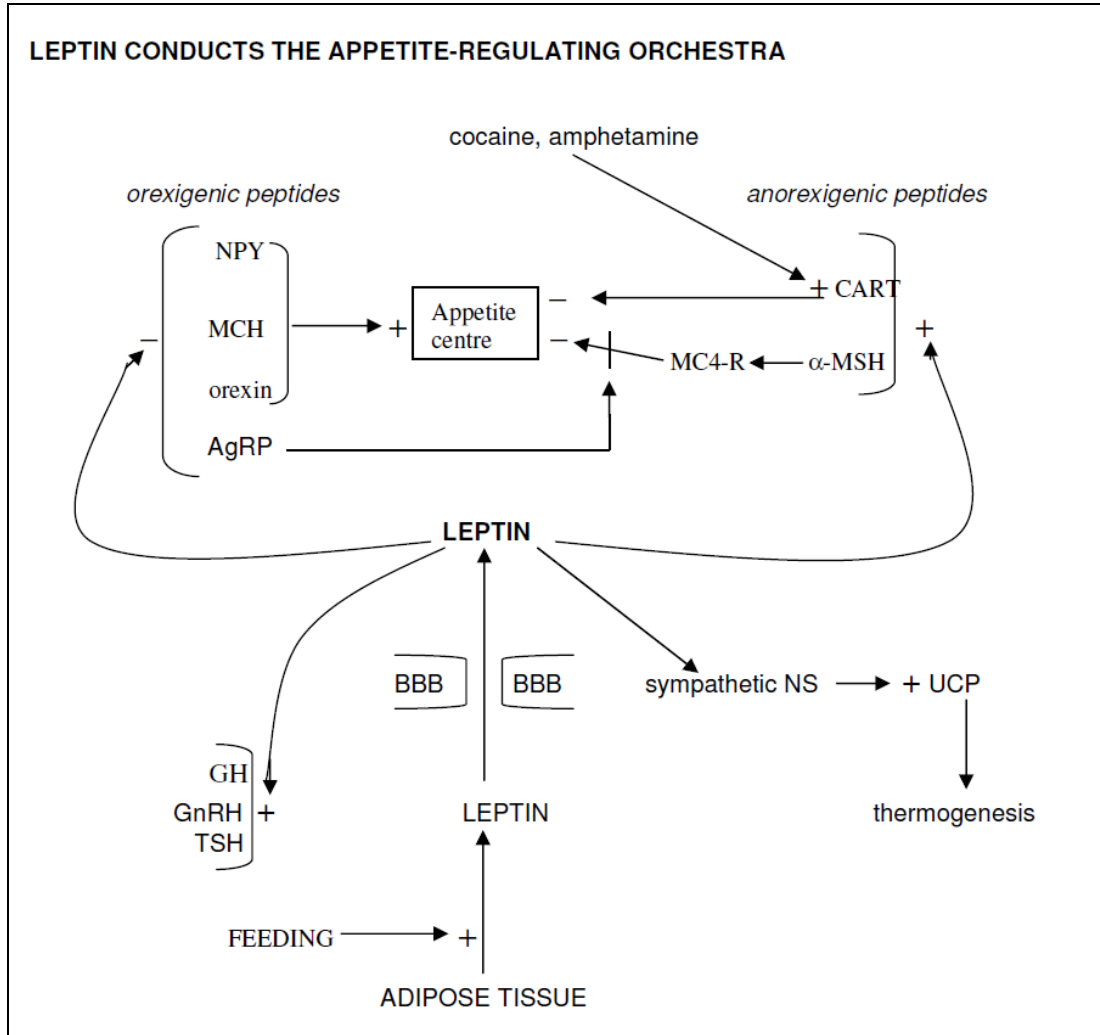 LEPTIN CONDUCTS THE APPETITE-REGULATING ORCHESTRA
cocaine, amphetamine
orexigenic peptides
anorexigenic peptides
NPY
+ CART
–
Appetite
centre
–
MCH
+
–
+
MC4-R
α-MSH
orexin
AgRP
LEPTIN
BBB
BBB
sympathetic NS
+ UCP
GH
GnRH +
TSH
LEPTIN
thermogenesis
FEEDING
+
ADIPOSE TISSUE